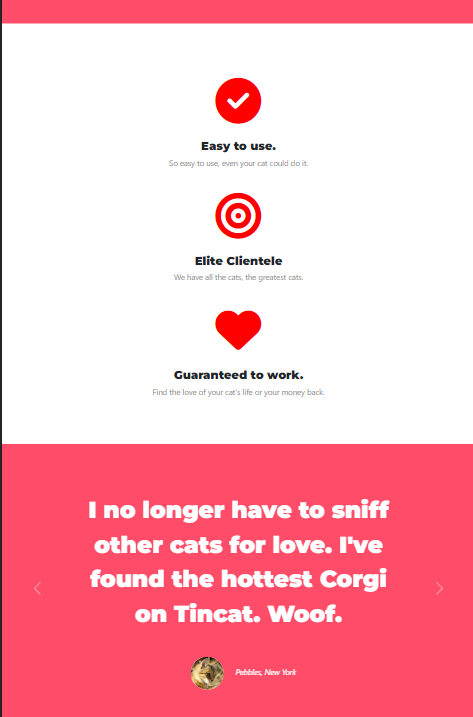 Easy to use.
So easy to use, even your cat could do it.
Elite Clientele
We have all the cats, the greatest cats.
Guaranteed to work.
Find the love of your cat's life or your money back.
I no longer have to sniff
other cats for love. I've
found the hottest Corgi
on Tincat. Woof.
Pebbles, New York